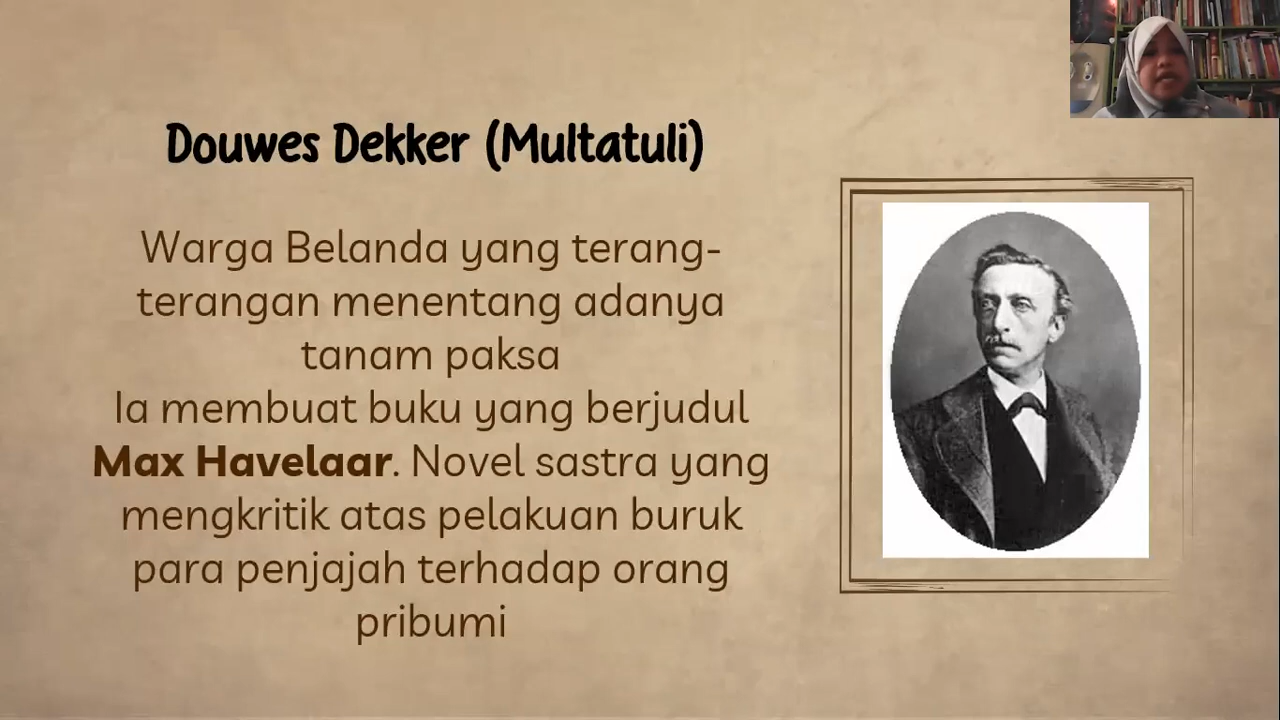 Douwes Dekker (Multatuli)
Warga Belanda yang terang-
terangan menentang adanya
tanam paksa
Ia membuat buku yang berjudul
Max Havelaar. Novel sastra yang
mengkritik atas pelakuan buruk
para penjajah terhadap orang
pribumi